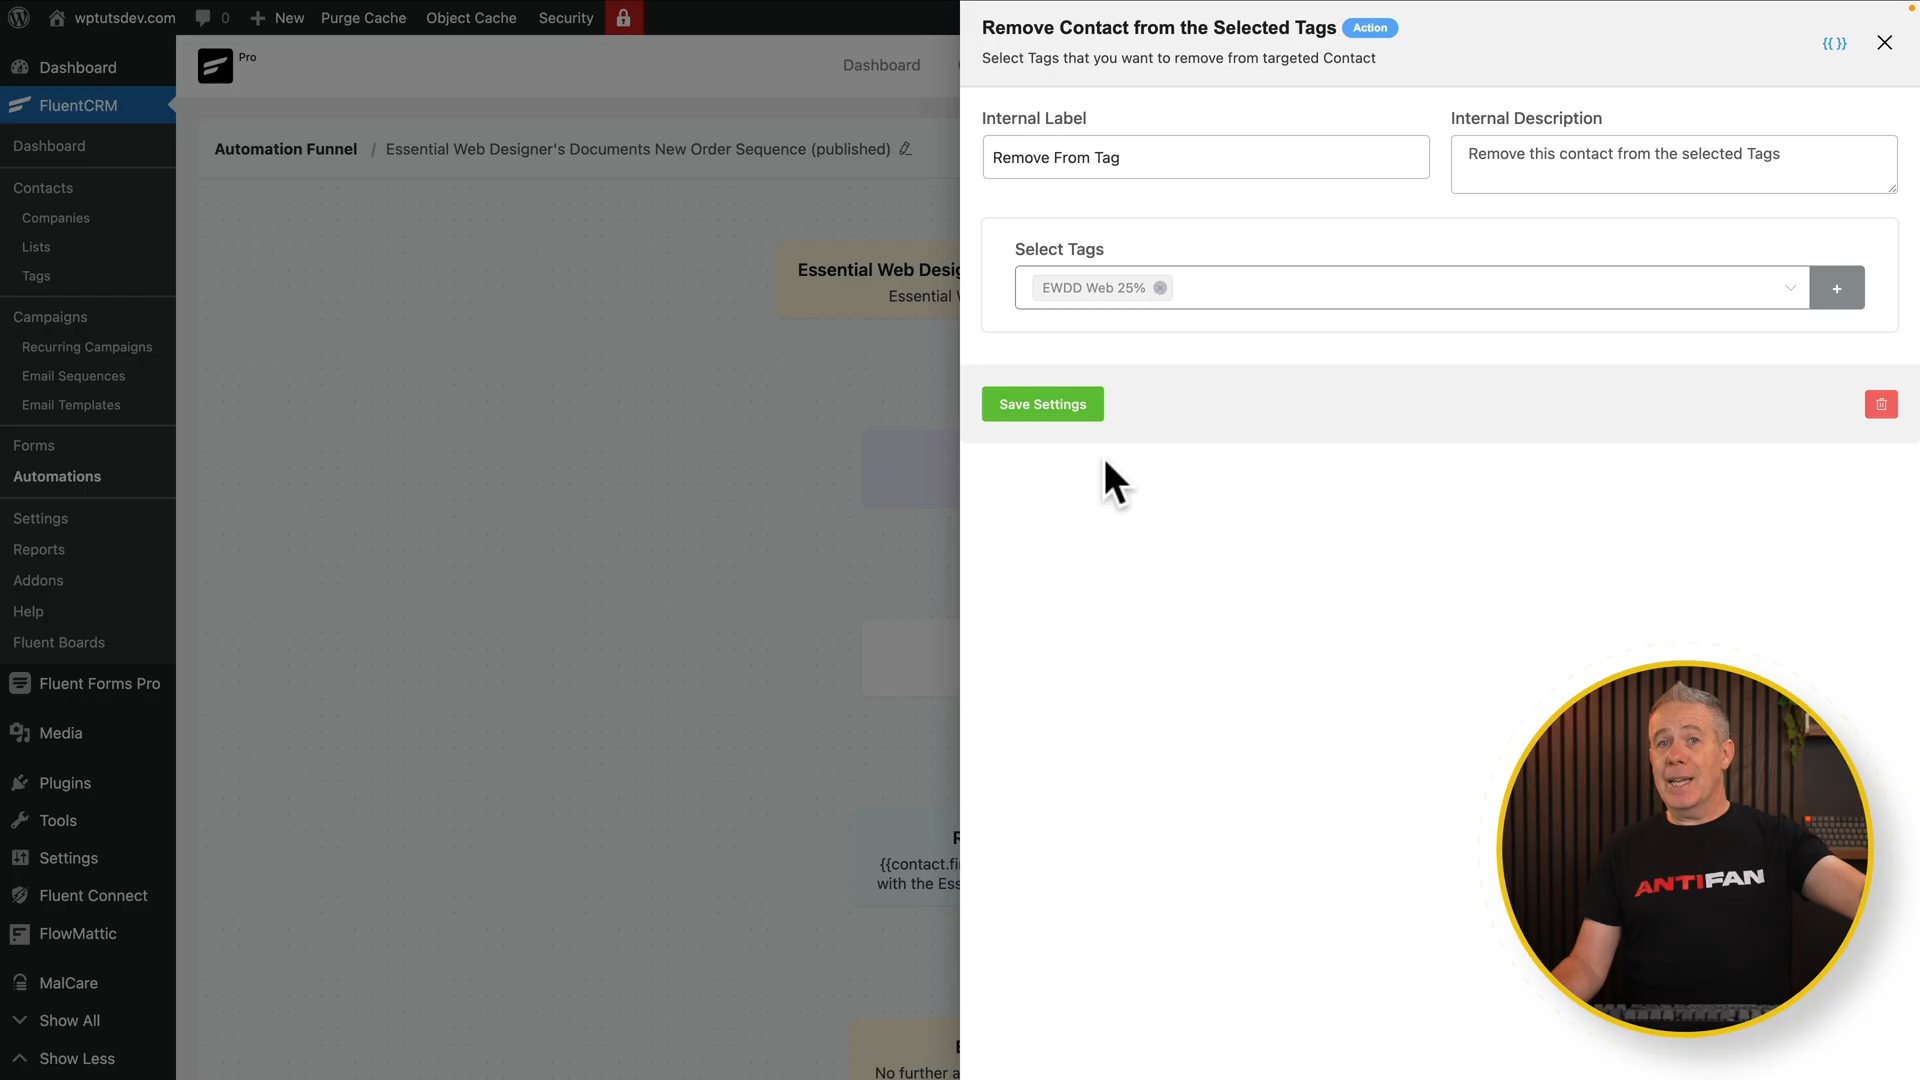 wptutsdev.com
0
New
Purge Cache
Object Cache
Security
Dashboard
FluentCRM
Dashboard
Contacts
Companies
Lists
Tags
Campaigns
Recurring Campaigns
Email Sequences
Email Templates
Forms
Automations
Settings
Reports
Addons
Help
Fluent Boards
Fluent Forms Pro
Media
Plugins
Tools
Settings
Fluent Connect
FlowMattic
MalCare
Show All
Show Less
Pro
Dashboard
Automation Funnel / Essential Web Designer's Documents New Order Sequence (published)
Essential Web Desig
Essential
{{contact.fi
with the Ess
No further a
Remove Contact from the Selected Tags Action
Select Tags that you want to remove from targeted Contact
{{ }}
Internal Label
Remove From Tag
Internal Description
Remove this contact from the selected Tags
Select Tags
EWDD Web 25%
+
Save Settings
ANTIFAN